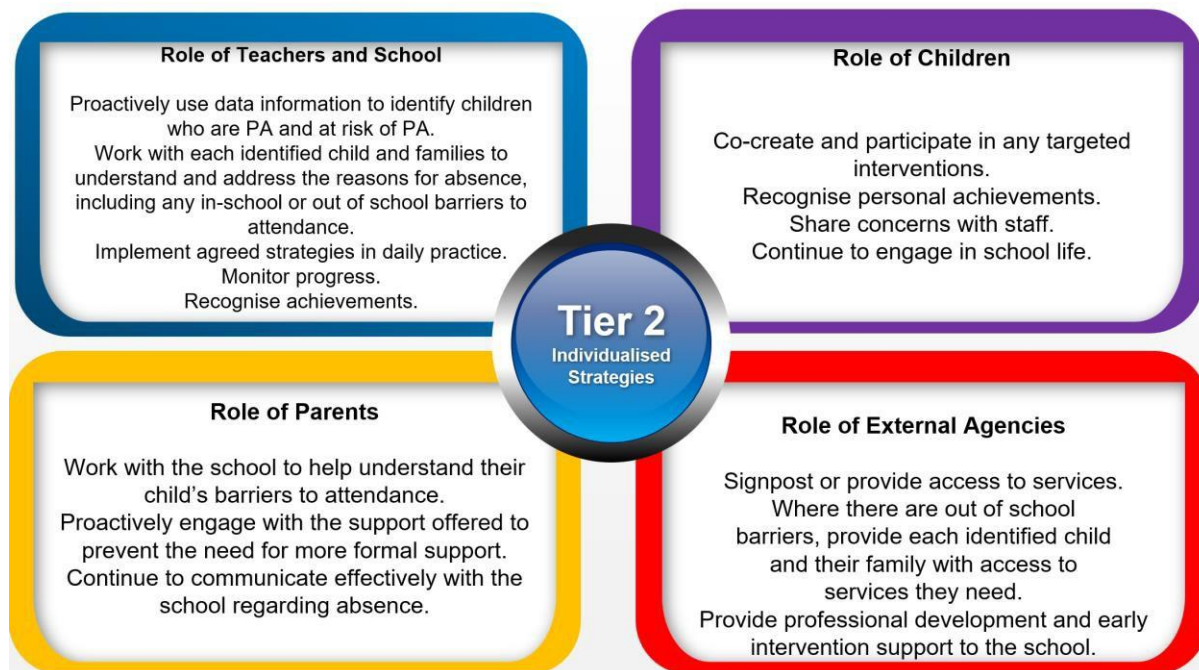 Role of Teachers and School
Proactively use data information to identify children
who are PA and at risk of PA.
Work with each identified child and families to
understand and address the reasons for absence,
including any in-school or out of school barriers to
attendance.
Implement agreed strategies in daily practice.
Monitor progress.
Recognise achievements.
Role of Children
Co-create and participate in any targeted
interventions.
Recognise personal achievements.
Share concerns with staff.
Continue to engage in school life.
Tier 2
Individualised
Strategies
Role of Parents
Work with the school to help understand their
child's barriers to attendance.
Proactively engage with the support offered to
prevent the need for more formal support.
Continue to communicate effectively with the
school regarding absence.
Role of External Agencies
Signpost or provide access to services.
Where there are out of school
barriers, provide each identified child
and their family with access to
services they need.
Provide professional development and early
intervention support to the school.